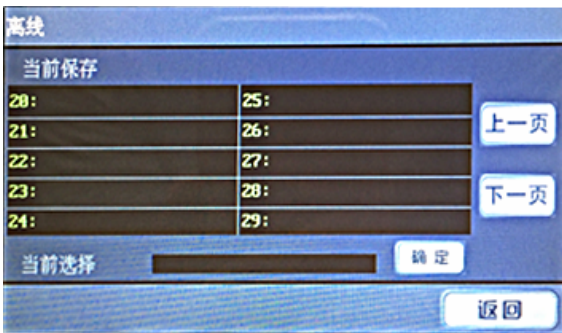 离线
当前保存
20: 25:
21: 26:
上一页
22: 27:
23: 28:
下一页
24: 29:
当前选择 确定
返回